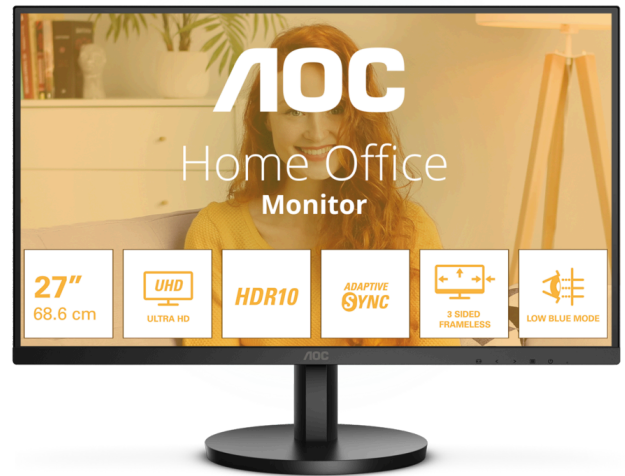 AOC
Home Office
Monitor
27"
68.6 cm
UHD
ULTRA HD
HDR10
ADAPTIVE
SYNC
3 SIDED
FRAMELESS
LOW BLUE MODE
AOC